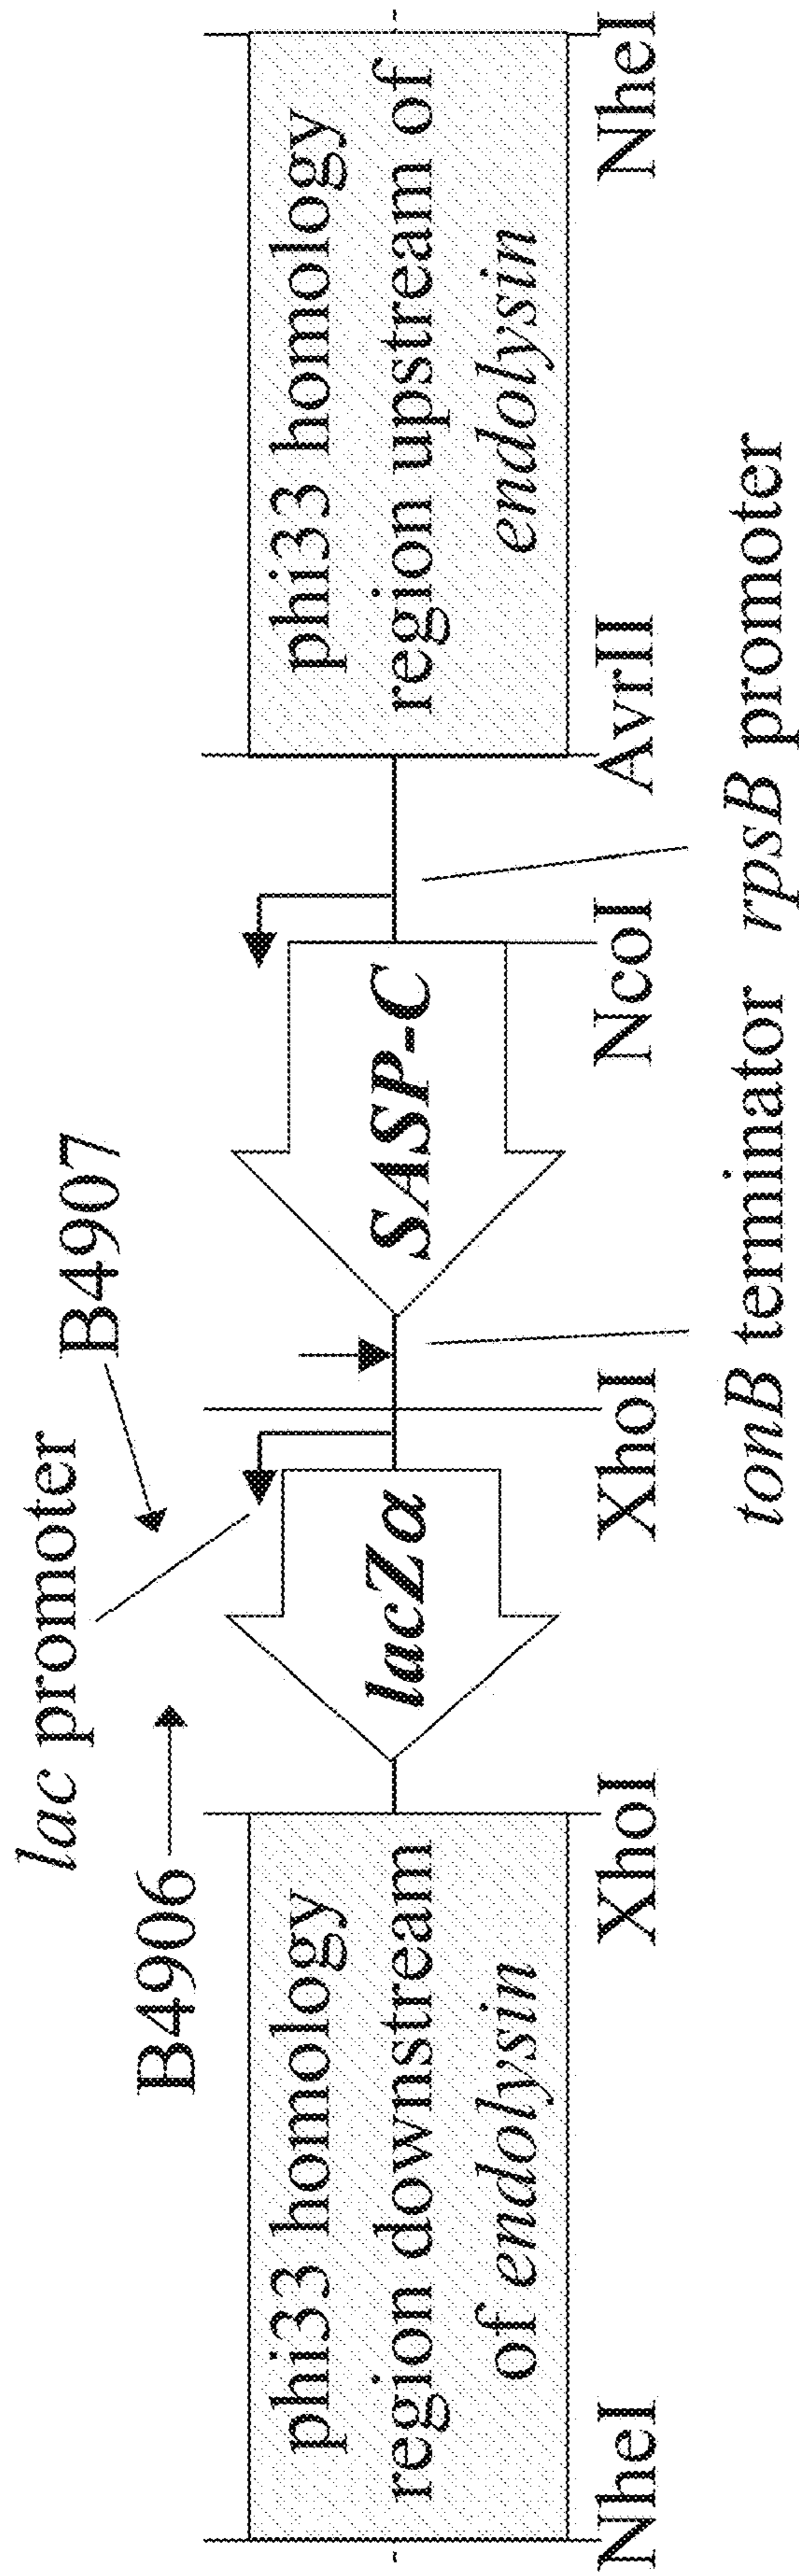 lac promoter
B4906
B4907
phi33 homology
region downstream
of endolysin
lacZα
SASP-C
phi33 homology
region upstream of
endolysin
NheI
XhoI
XhoI
NcoI
AvrII
NheI
tonB terminator
rpsB promoter